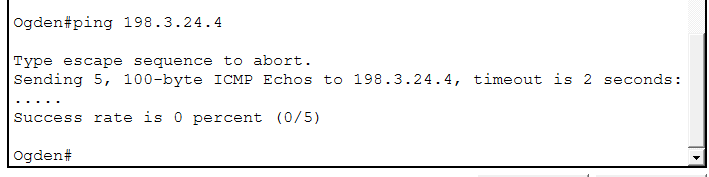 Ogden#ping 198.3.24.4
Type escape sequence to abort.
Sending 5, 100-byte ICMP Echos to 198.3.24.4, timeout is 2 seconds:
.....
Success rate is 0 percent (0/5)
Ogden#